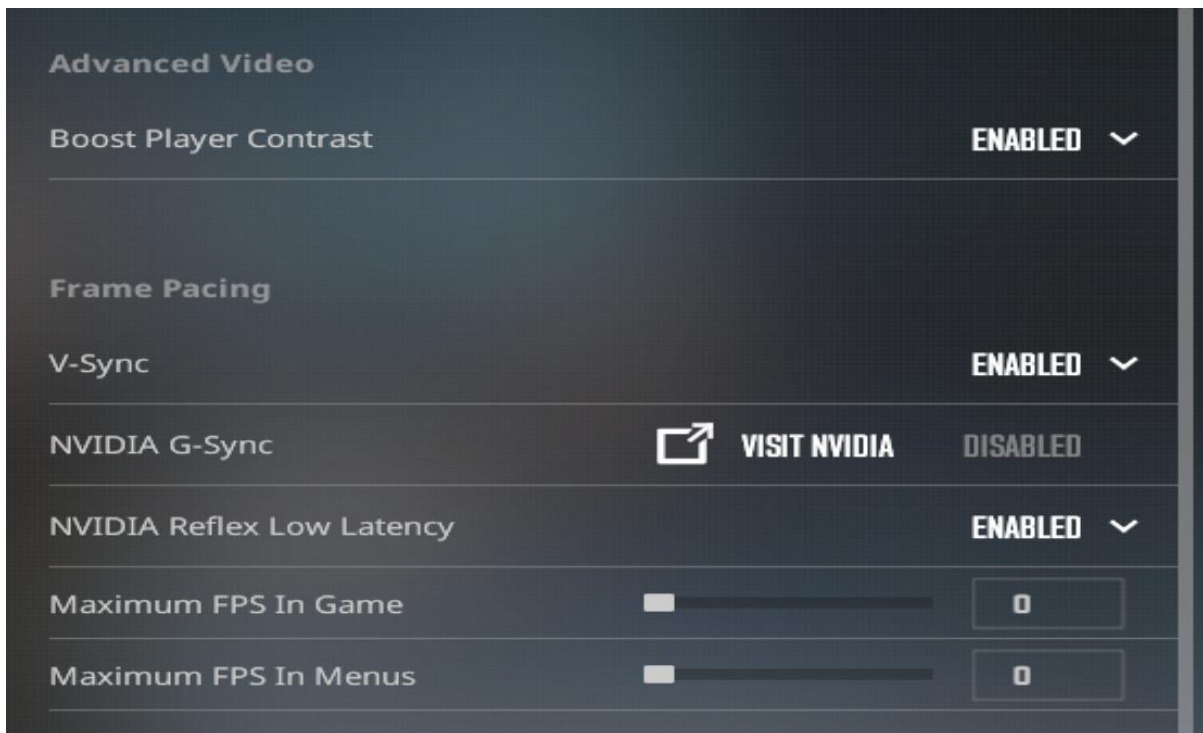 Advanced Video
Boost Player Contrast ENABLED
Frame Pacing
V-Sync ENABLED
NVIDIA G-Sync VISIT NVIDIA DISABLED
NVIDIA Reflex Low Latency ENABLED
Maximum FPS In Game 0
Maximum FPS In Menus 0